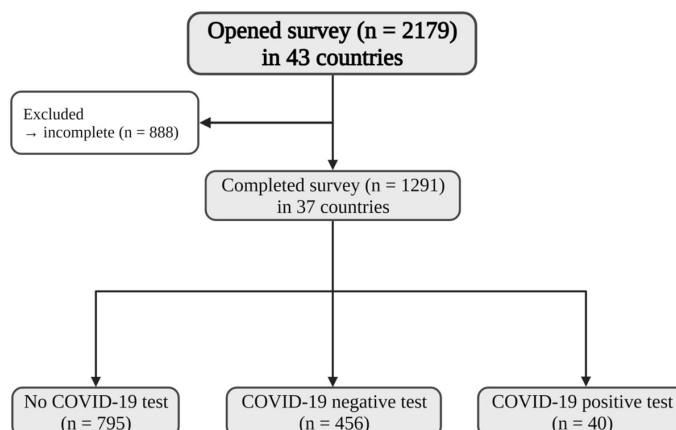 Opened survey (n = 2179)
in 43 countries
Excluded
→ incomplete (n = 888)
Completed survey (n = 1291)
in 37 countries
No COVID-19 test
(n = 795)
COVID-19 negative test
(n = 456)
COVID-19 positive test
(n = 40)